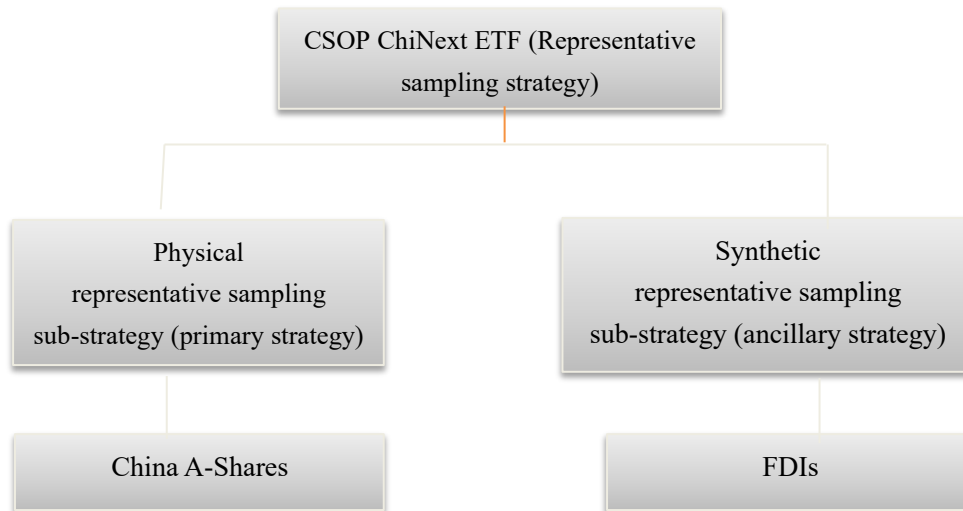 CSOP ChiNext ETF (Representative
sampling strategy)
Physical
representative sampling
sub-strategy (primary strategy)
Synthetic
representative sampling
sub-strategy (ancillary strategy)
China A-Shares
FDIs